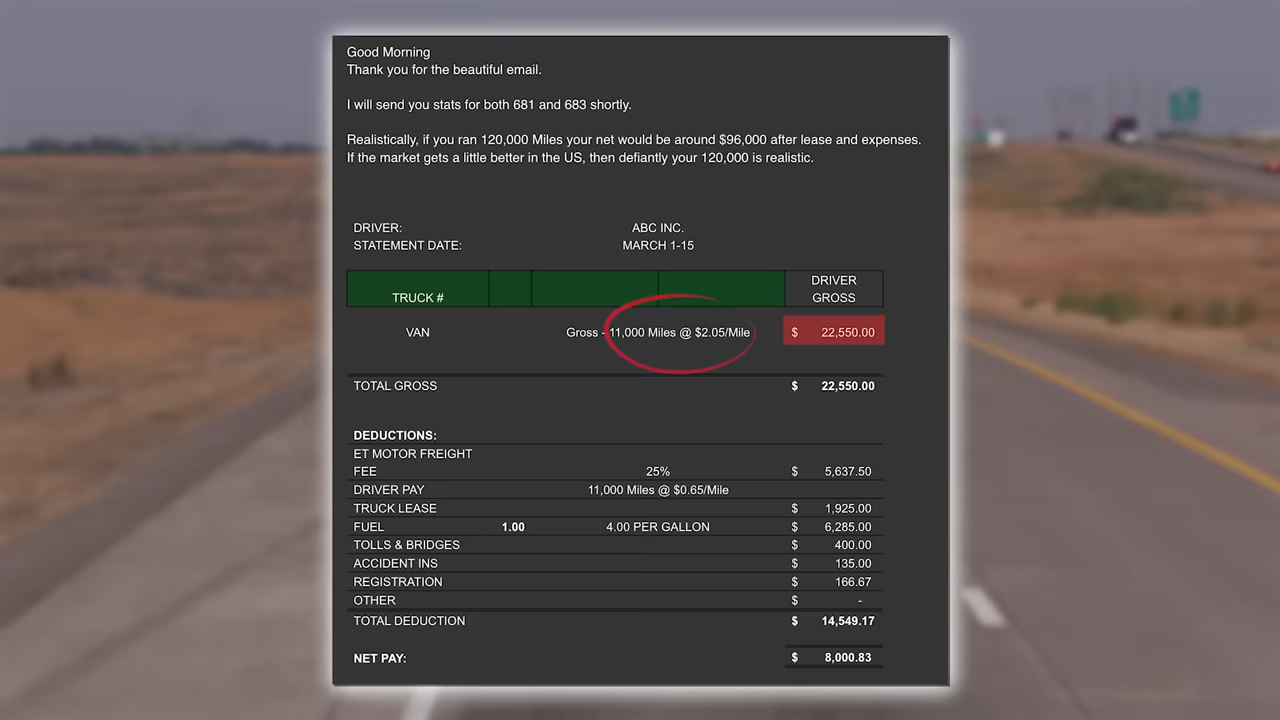 Good Morning
Thank you for the beautiful email.
I will send you stats for both 681 and 683 shortly.
Realistically, if you ran 120,000 Miles your net would be around $96,000 after lease and expenses.
If the market gets a little better in the US, then defiantly your 120,000 is realistic.
DRIVER: ABC INC.
STATEMENT DATE: MARCH 1-15
TRUCK # DRIVER GROSS
VAN Gross - 11,000 Miles @ $2.05/Mile $ 22,550.00
TOTAL GROSS $ 22,550.00
DEDUCTIONS:
ET MOTOR FREIGHT
FEE 25% $ 5,637.50
DRIVER PAY 11,000 Miles @ $0.65/Mile
TRUCK LEASE $ 1,925.00
FUEL 1.00 4.00 PER GALLON $ 6,285.00
TOLLS & BRIDGES $ 400.00
ACCIDENT INS $ 135.00
REGISTRATION $ 166.67
OTHER $ -
TOTAL DEDUCTION $ 14,549.17
NET PAY: $ 8,000.83